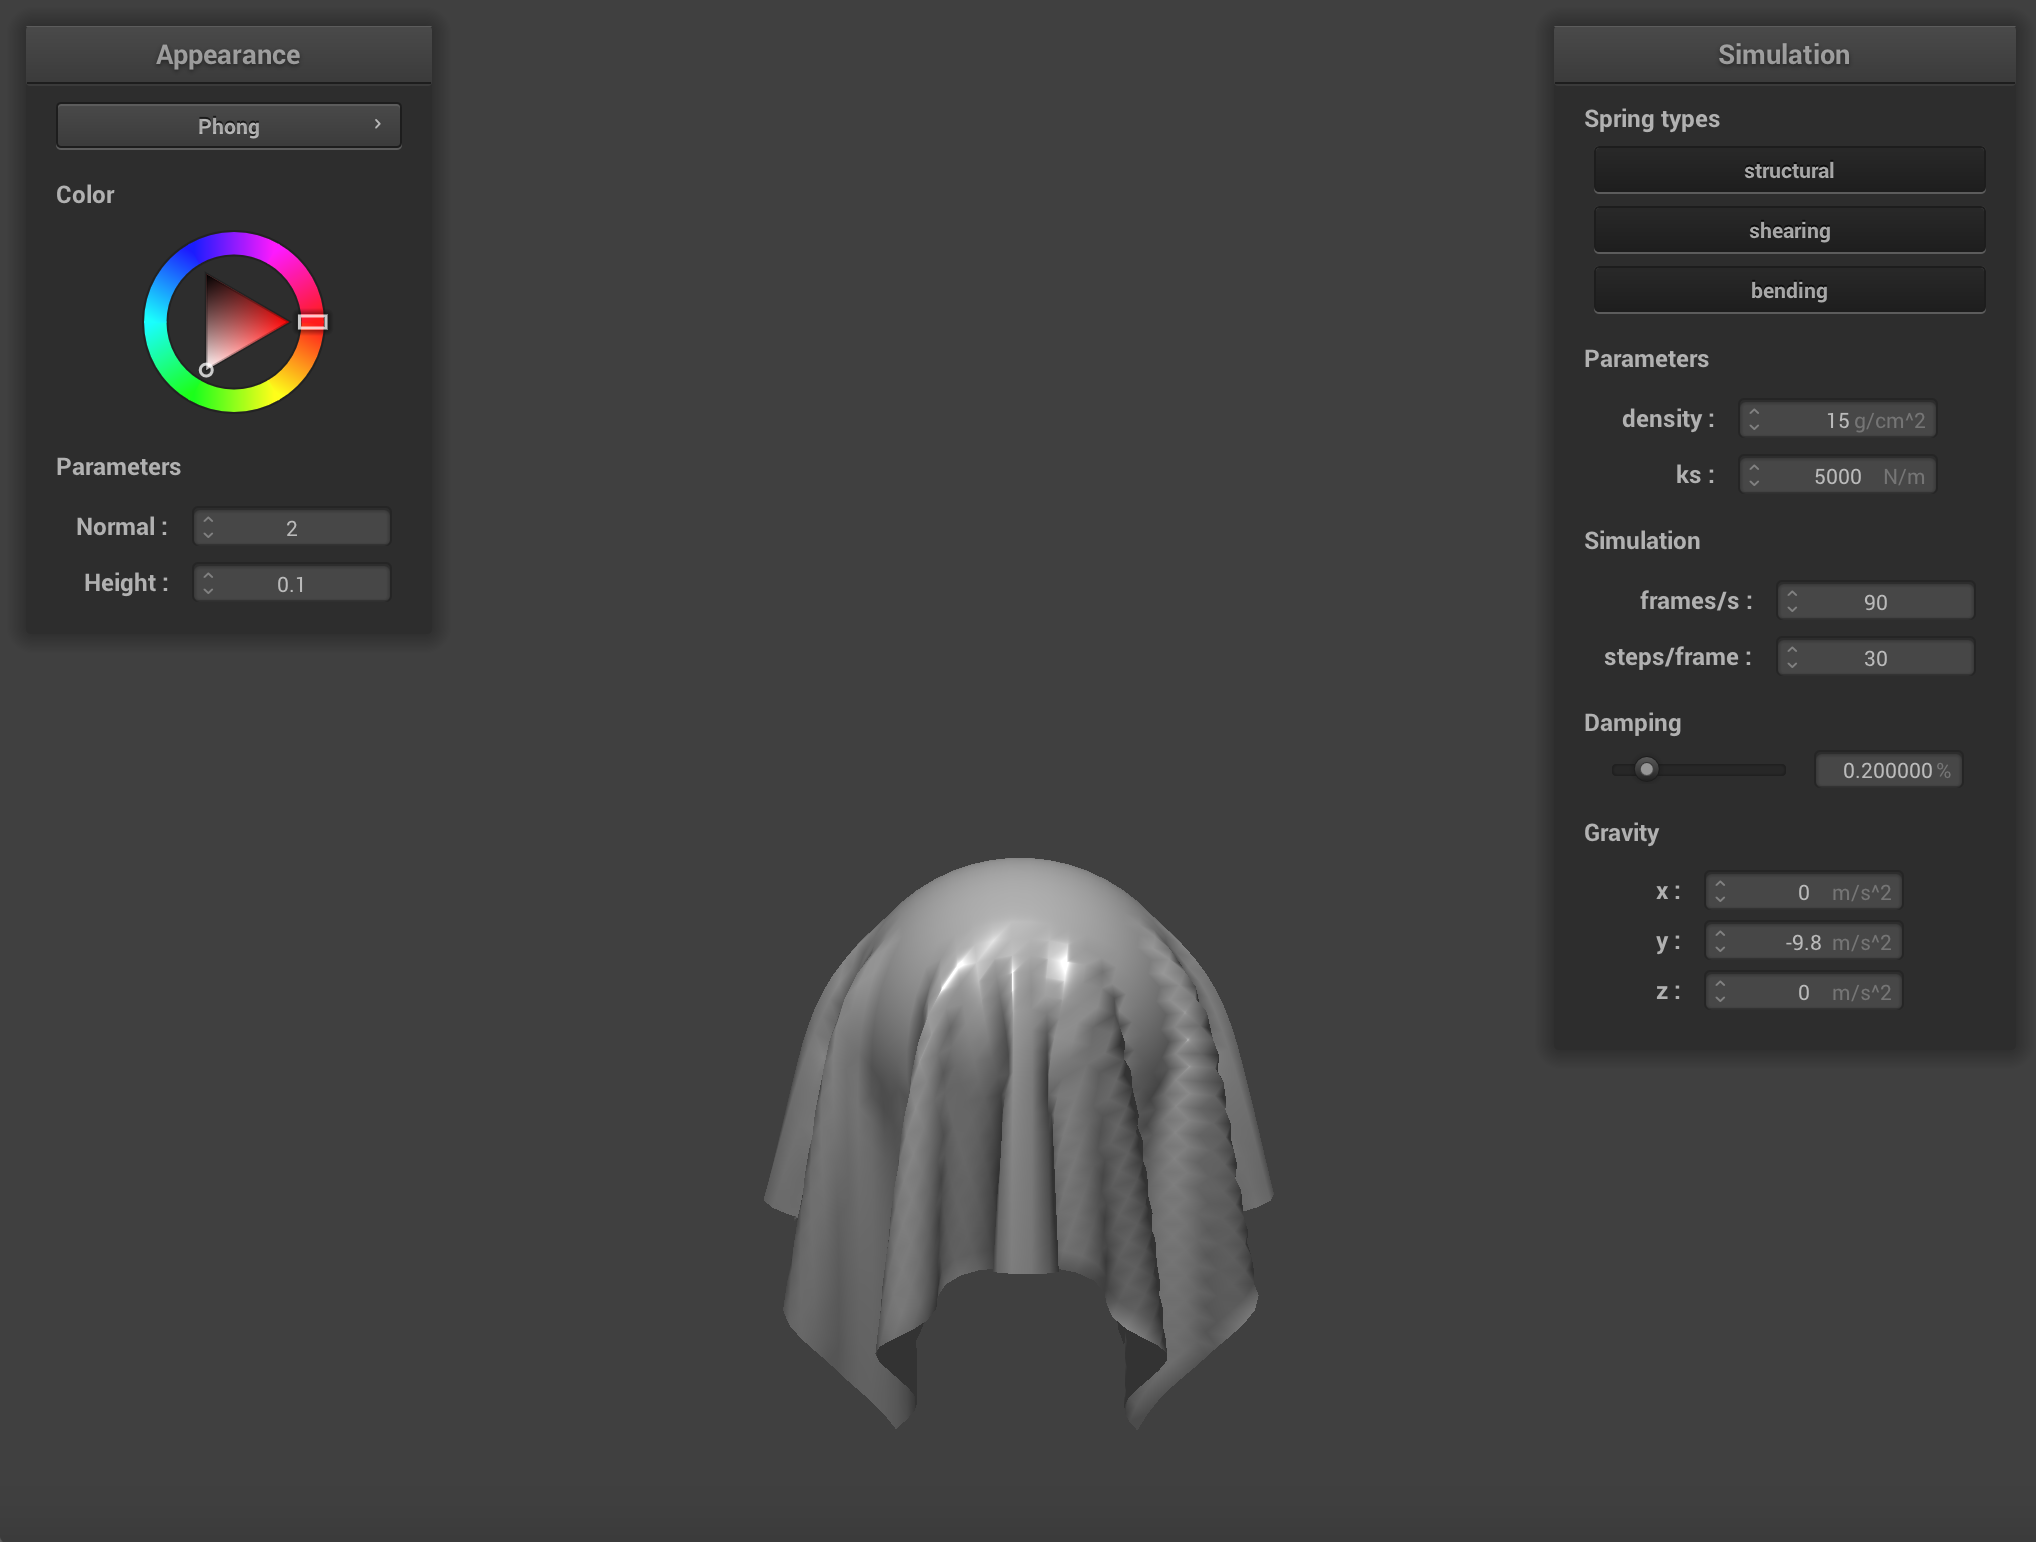 Appearance
Phong
Color
Parameters
Normal : 2
Height : 0.1
Simulation
Spring types
structural
shearing
bending
Parameters
density : 15 g/cm^2
ks : 5000 N/m
Simulation
frames/s : 90
steps/frame : 30
Damping
0.200000 %
Gravity
x : 0 m/s^2
y : -9.8 m/s^2
z : 0 m/s^2